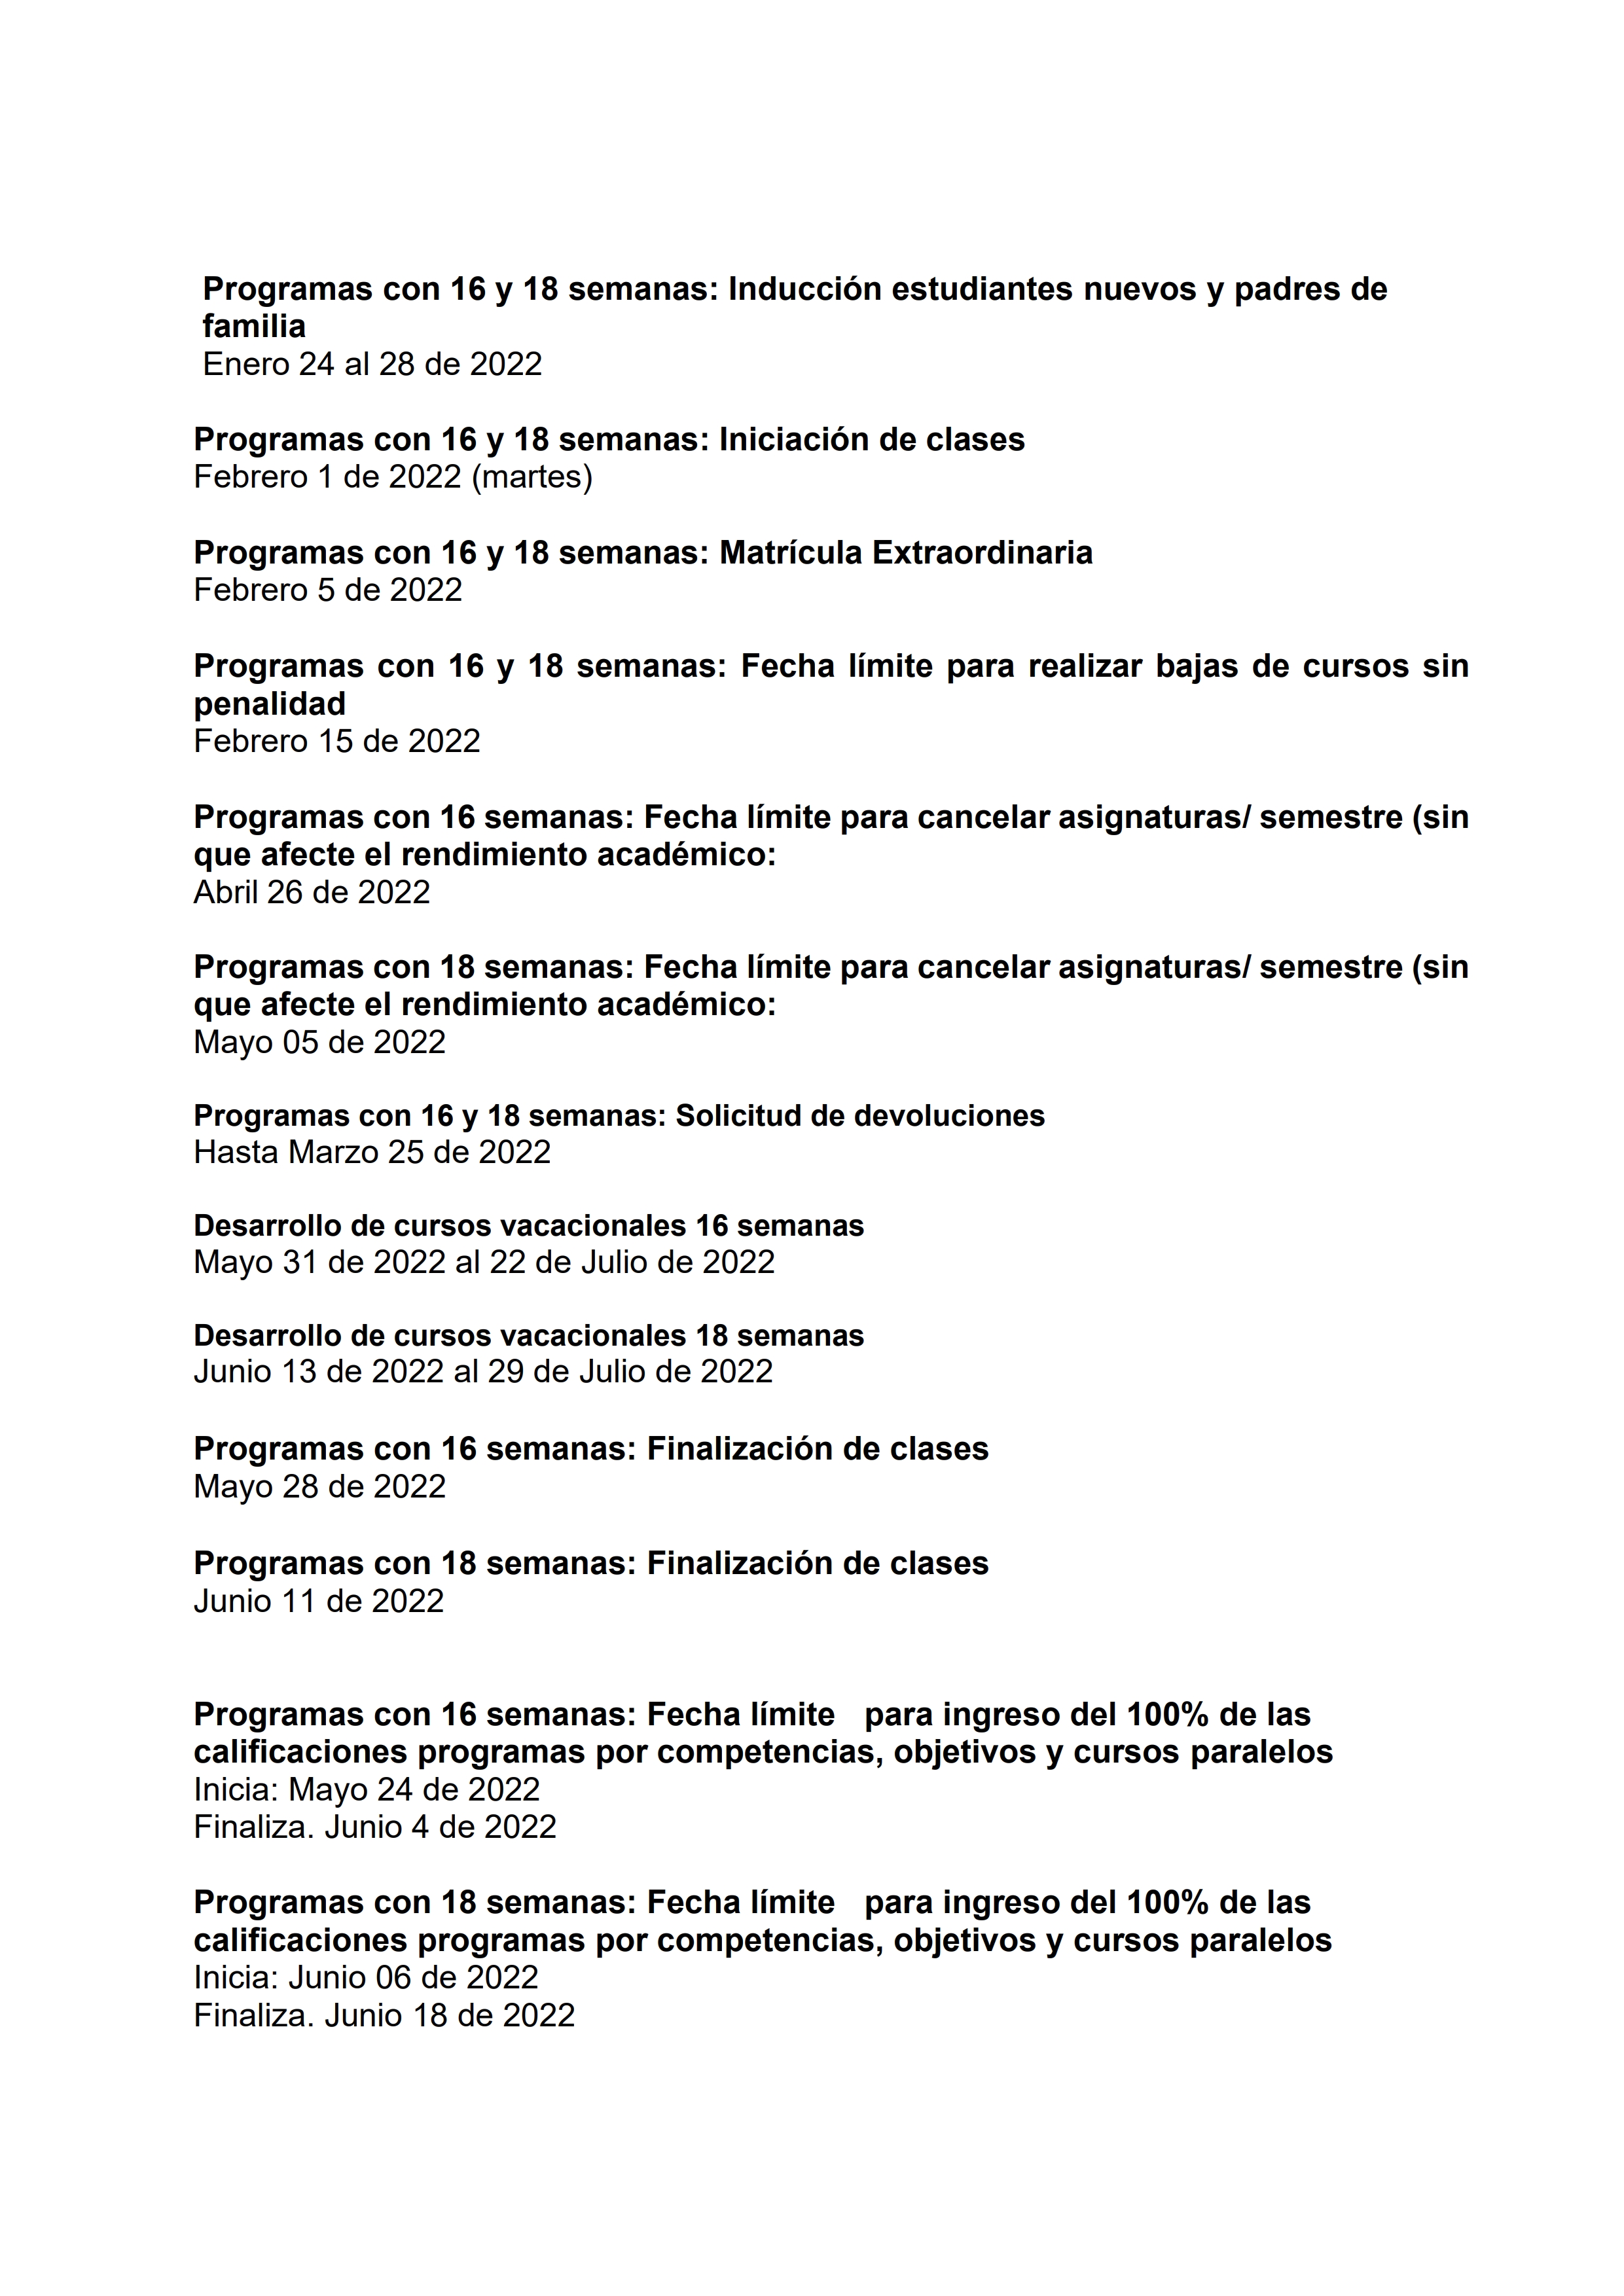 Programas con 16 y 18 semanas: Inducción estudiantes nuevos y padres de
familia
Enero 24 al 28 de 2022
Programas con 16 y 18 semanas: Iniciación de clases
Febrero 1 de 2022 (martes)
Programas con 16 y 18 semanas: Matrícula Extraordinaria
Febrero 5 de 2022
Programas con 16 y 18 semanas: Fecha límite para realizar bajas de cursos sin
penalidad
Febrero 15 de 2022
Programas con 16 semanas: Fecha límite para cancelar asignaturas/ semestre (sin
que afecte el rendimiento académico:
Abril 26 de 2022
Programas con 18 semanas: Fecha límite para cancelar asignaturas/ semestre (sin
que afecte el rendimiento académico:
Mayo 05 de 2022
Programas con 16 y 18 semanas: Solicitud de devoluciones
Hasta Marzo 25 de 2022
Desarrollo de cursos vacacionales 16 semanas
Mayo 31 de 2022 al 22 de Julio de 2022
Desarrollo de cursos vacacionales 18 semanas
Junio 13 de 2022 al 29 de Julio de 2022
Programas con 16 semanas: Finalización de clases
Mayo 28 de 2022
Programas con 18 semanas: Finalización de clases
Junio 11 de 2022
Programas con 16 semanas: Fecha límite para ingreso del 100% de las
calificaciones programas por competencias, objetivos y cursos paralelos
Inicia: Mayo 24 de 2022
Finaliza. Junio 4 de 2022
Programas con 18 semanas: Fecha límite para ingreso del 100% de las
calificaciones programas por competencias, objetivos y cursos paralelos
Inicia: Junio 06 de 2022
Finaliza. Junio 18 de 2022